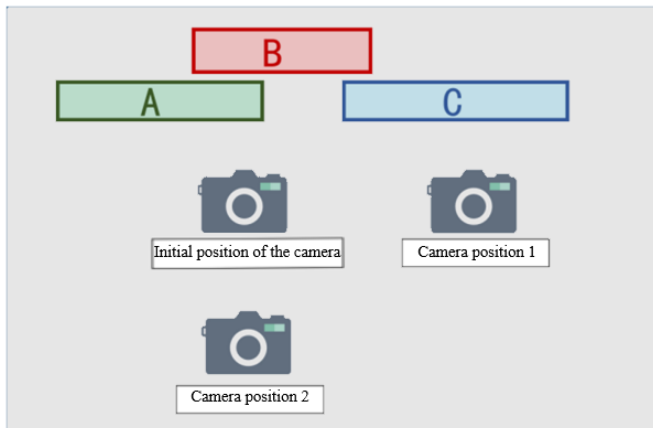 B
A
C
Initial position of the camera
Camera position 1
Camera position 2